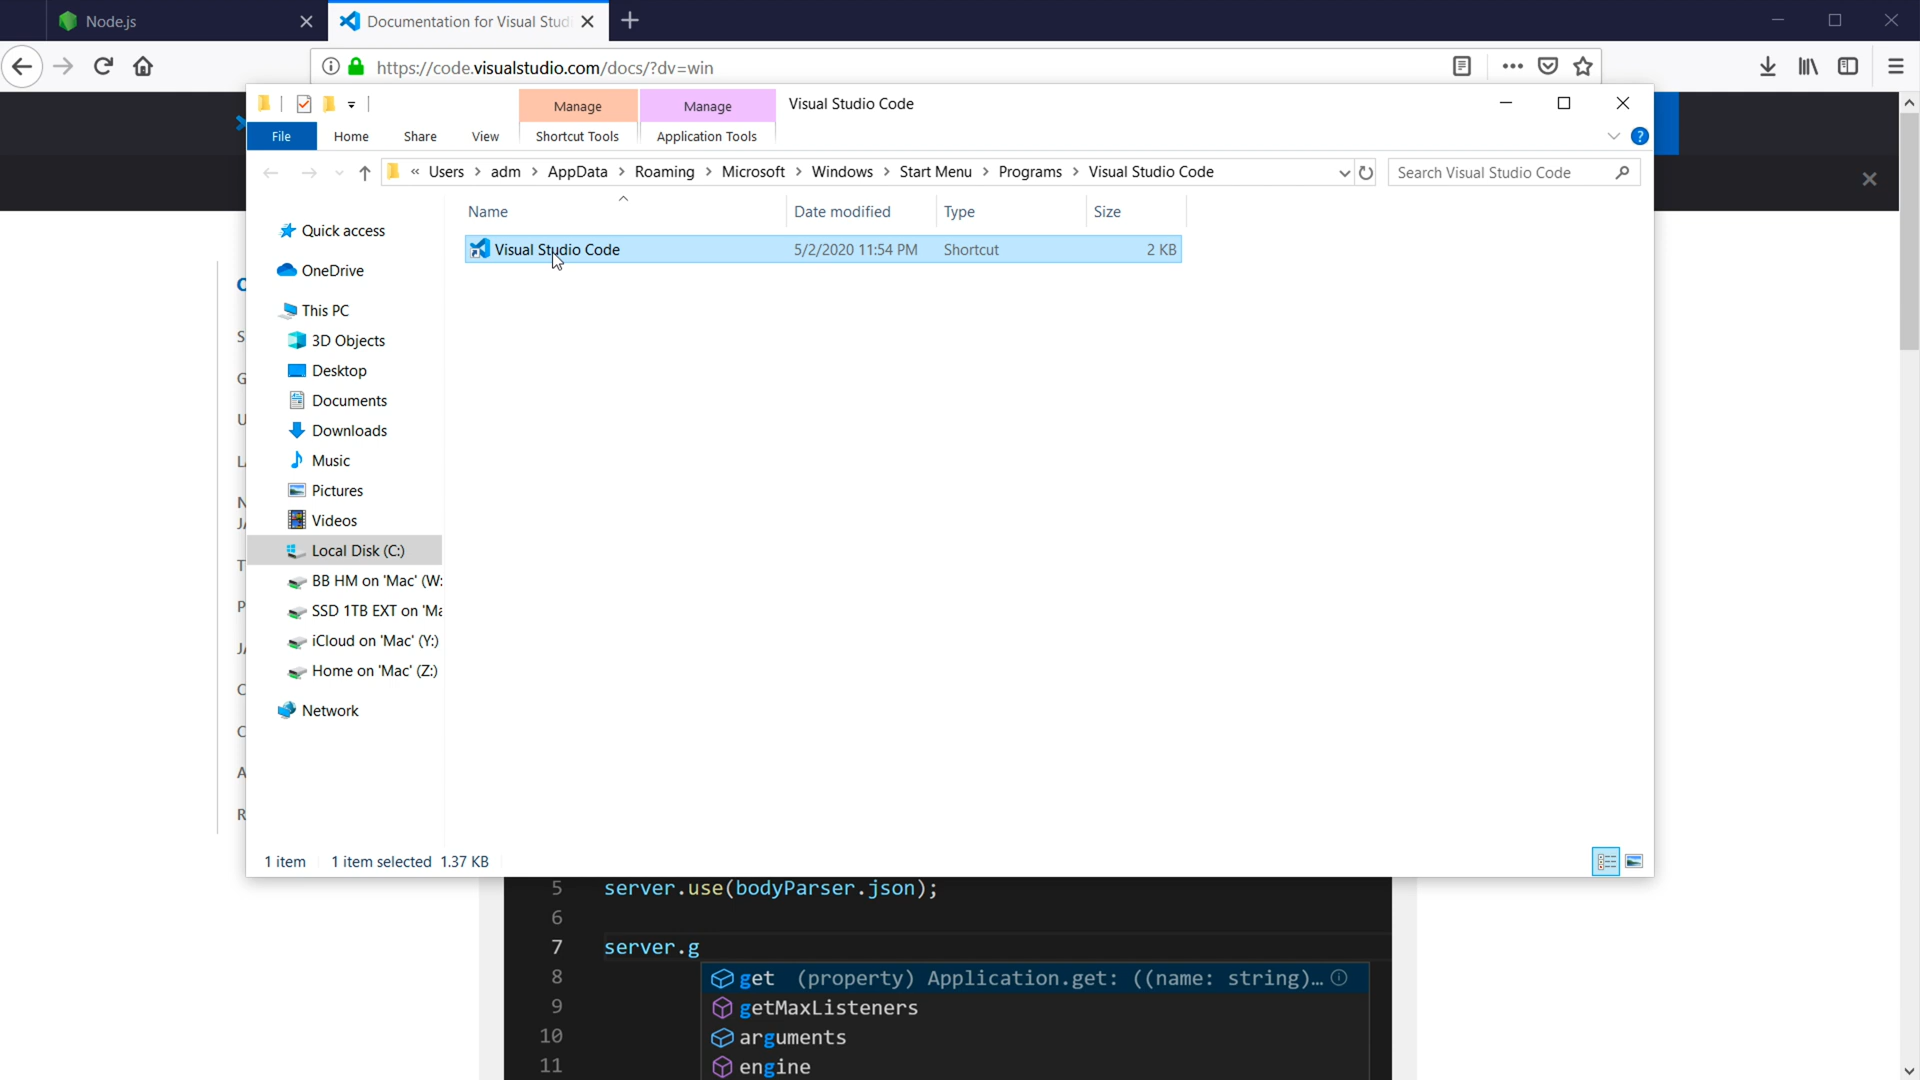 Node.js
Documentation for Visual Studi
https://code.visualstudio.com/docs/?dv=win
Manage
Manage
Visual Studio Code
File
Home
Share
View
Shortcut Tools
Application Tools
« Users > adm > AppData > Roaming > Microsoft > Windows > Start Menu > Programs > Visual Studio Code
Search Visual Studio Code
Name
Date modified
Type
Size
Visual Studio Code
5/2/2020 11:54 PM
Shortcut
2 KB
Quick access
OneDrive
This PC
3D Objects
Desktop
Documents
Downloads
Music
Pictures
Videos
Local Disk (C:)
BB HM on 'Mac' (W:
SSD 1TB EXT on 'Ma
iCloud on 'Mac' (Y:)
Home on 'Mac' (Z:)
Network
1 item
1 item selected 1.37 KB
5 server.use(bodyParser.json);
6
7 server.g
8 get (property) Application.get: ((name: string)…
9 getMaxListeners
10 arguments
11 engine